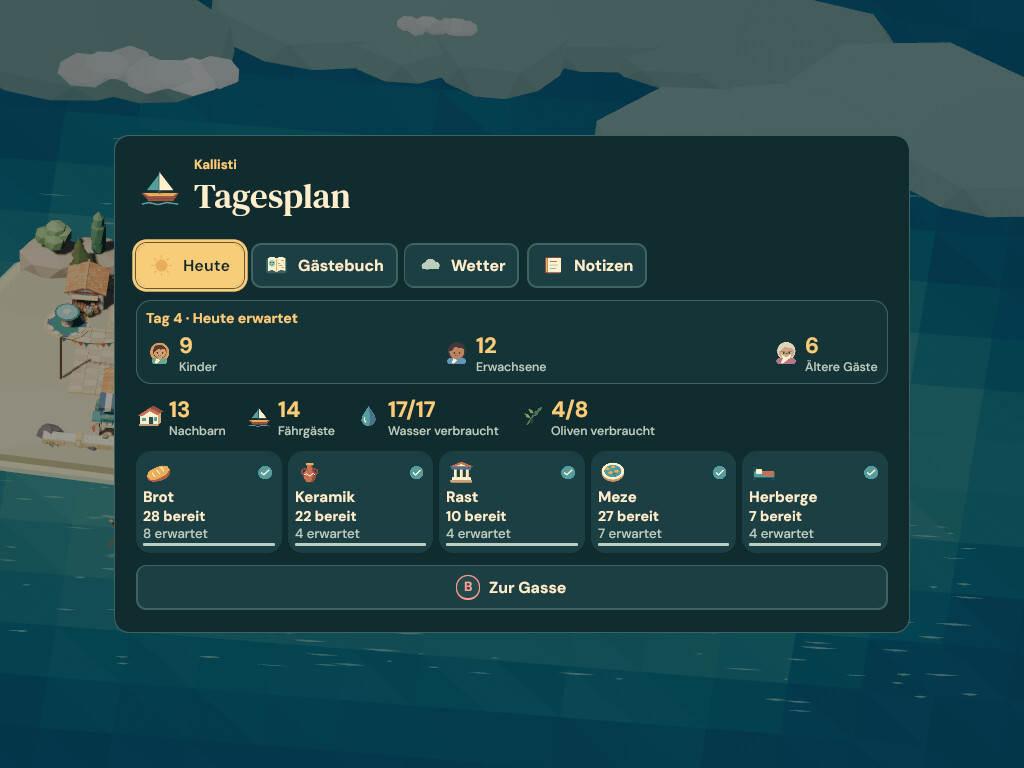 Kallisti
Tagesplan
Heute
Gästebuch
Wetter
Notizen
Tag 4 · Heute erwartet
9
Kinder
12
Erwachsene
6
Ältere Gäste
13
Nachbarn
14
Fährgäste
17/17
Wasser verbraucht
4/8
Oliven verbraucht
Brot
28 bereit
8 erwartet
Keramik
22 bereit
4 erwartet
Rast
10 bereit
4 erwartet
Meze
27 bereit
7 erwartet
Herberge
7 bereit
4 erwartet
B Zur Gasse